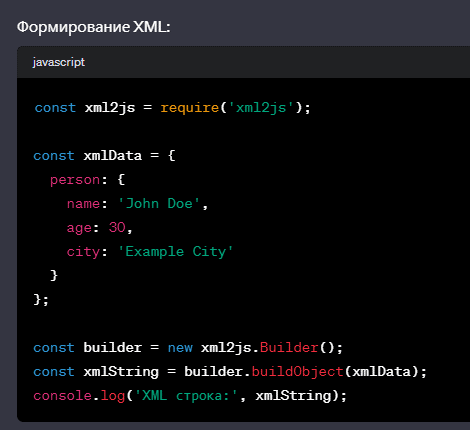 Формирование XML:
javascript
const xml2js = require('xml2js');
const xmlData = {
  person: {
    name: 'John Doe',
    age: 30,
    city: 'Example City'
  }
};
const builder = new xml2js.Builder();
const xmlString = builder.buildObject(xmlData);
console.log('XML строка:', xmlString);